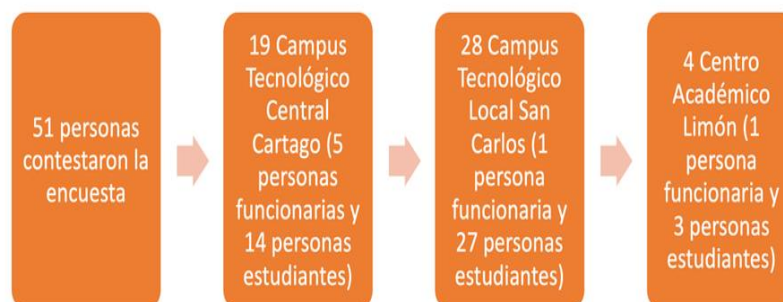 51 personas
contestaron la
encuesta
19 Campus
Tecnológico
Central
Cartago (5
personas
funcionarias y
14 personas
estudiantes)
28 Campus
Tecnológico
Local San
Carlos (1
persona
funcionaria y
27 personas
estudiantes)
4 Centro
Académico
Limón (1
persona
funcionaria y
3 personas
estudiantes)